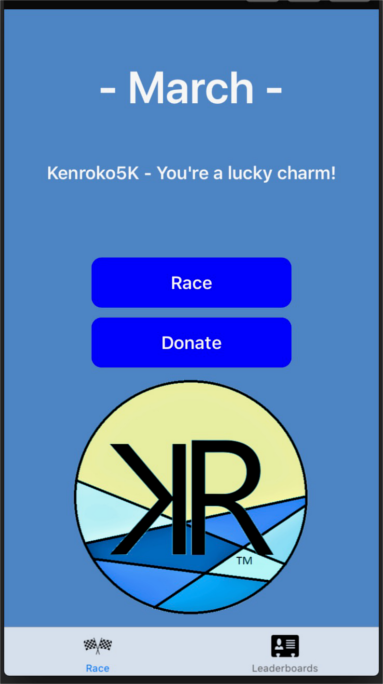 - March -
Kenroko5K - You're a lucky charm!
Race
Donate
KR
TM
Race
Leaderboards